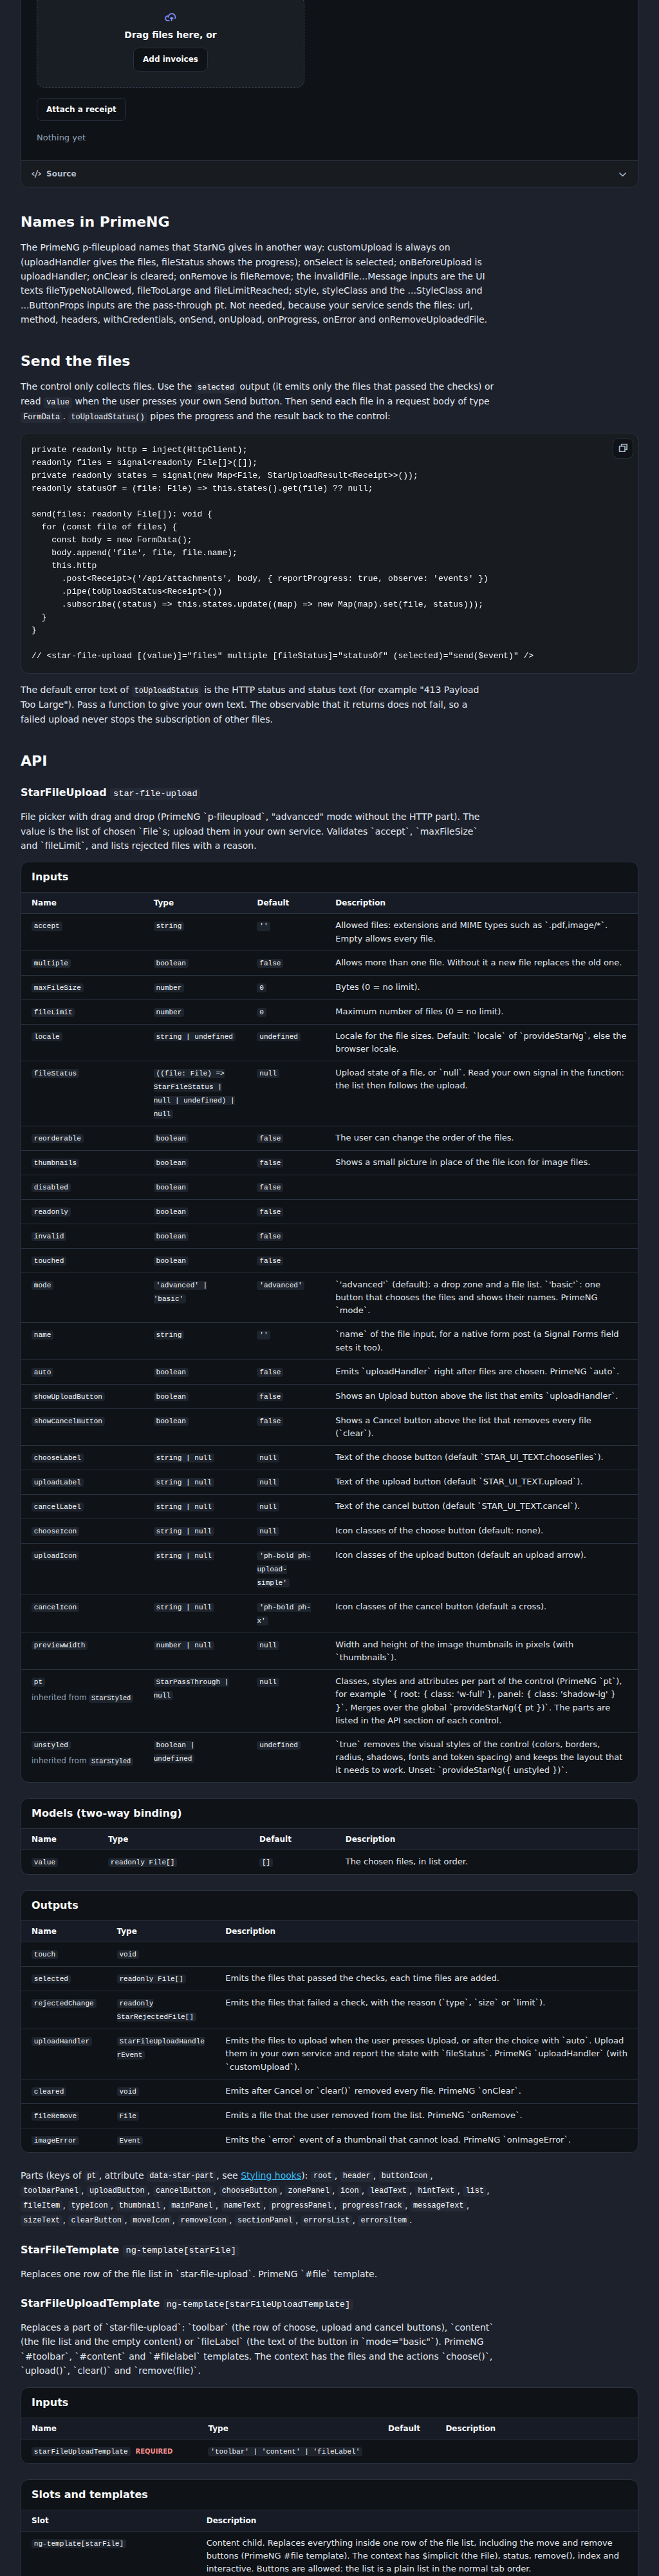 Drag files here, or
Add invoices
Attach a receipt
Nothing yet
Source
Names in PrimeNG
The PrimeNG p-fileupload names that StarNG gives in another way: customUpload is always on
(uploadHandler gives the files, fileStatus shows the progress); onSelect is selected; onBeforeUpload is
uploadHandler; onClear is cleared; onRemove is fileRemove; the invalidFile...Message inputs are the UI
texts fileTypeNotAllowed, fileTooLarge and fileLimitReached; style, styleClass and the ...StyleClass and
...ButtonProps inputs are the pass-through pt. Not needed, because your service sends the files: url,
method, headers, withCredentials, onSend, onUpload, onProgress, onError and onRemoveUploadedFile.
Send the files
The control only collects files. Use the selected output (it emits only the files that passed the checks) or
read value when the user presses your own Send button. Then send each file in a request body of type
FormData . toUploadStatus() pipes the progress and the result back to the control:
private readonly http = inject(HttpClient);
readonly files = signal<readonly File[]>([]);
private readonly states = signal(new Map<File, StarUploadResult<Receipt>>());
readonly statusOf = (file: File) => this.states().get(file) ?? null;
send(files: readonly File[]): void {
for (const file of files) {
const body = new FormData();
body.append('file', file, file.name);
this.http
.post<Receipt>('/api/attachments', body, { reportProgress: true, observe: 'events' })
.pipe(toUploadStatus<Receipt>())
.subscribe((status) => this.states.update((map) => new Map(map).set(file, status)));
}
}
// <star-file-upload [(value)]="files" multiple [fileStatus]="statusOf" (selected)="send($event)" />
The default error text of toUploadStatus is the HTTP status and status text (for example "413 Payload
Too Large"). Pass a function to give your own text. The observable that it returns does not fail, so a
failed upload never stops the subscription of other files.
API
StarFileUpload star-file-upload
File picker with drag and drop (PrimeNG `p-fileupload`, "advanced" mode without the HTTP part). The
value is the list of chosen `File`s; upload them in your own service. Validates `accept`, `maxFileSize`
and `fileLimit`, and lists rejected files with a reason.
Inputs
Name Type Default Description
accept string '' Allowed files: extensions and MIME types such as `.pdf,image/*`.
Empty allows every file.
multiple boolean false Allows more than one file. Without it a new file replaces the old one.
maxFileSize number 0 Bytes (0 = no limit).
fileLimit number 0 Maximum number of files (0 = no limit).
locale string | undefined undefined Locale for the file sizes. Default: `locale` of `provideStarNg`, else the
browser locale.
fileStatus ((file: File) => null Upload state of a file, or `null`. Read your own signal in the function:
StarFileStatus | the list then follows the upload.
null | undefined) |
null
reorderable boolean false The user can change the order of the files.
thumbnails boolean false Shows a small picture in place of the file icon for image files.
disabled boolean false
readonly boolean false
invalid boolean false
touched boolean false
mode 'advanced' | 'advanced' `'advanced'` (default): a drop zone and a file list. `'basic'`: one
'basic' button that chooses the files and shows their names. PrimeNG
`mode`.
name string '' `name` of the file input, for a native form post (a Signal Forms field
sets it too).
auto boolean false Emits `uploadHandler` right after files are chosen. PrimeNG `auto`.
showUploadButton boolean false Shows an Upload button above the list that emits `uploadHandler`.
showCancelButton boolean false Shows a Cancel button above the list that removes every file
(`clear`).
chooseLabel string | null null Text of the choose button (default `STAR_UI_TEXT.chooseFiles`).
uploadLabel string | null null Text of the upload button (default `STAR_UI_TEXT.upload`).
cancelLabel string | null null Text of the cancel button (default `STAR_UI_TEXT.cancel`).
chooseIcon string | null null Icon classes of the choose button (default: none).
uploadIcon string | null 'ph-bold ph- Icon classes of the upload button (default an upload arrow).
upload-
simple'
cancelIcon string | null 'ph-bold ph- Icon classes of the cancel button (default a cross).
x'
previewWidth number | null null Width and height of the image thumbnails in pixels (with
`thumbnails`).
pt StarPassThrough | null Classes, styles and attributes per part of the control (PrimeNG `pt`),
inherited from StarStyled null for example `{ root: { class: 'w-full' }, panel: { class: 'shadow-lg' }
}`. Merges over the global `provideStarNg({ pt })`. The parts are
listed in the API section of each control.
unstyled boolean | undefined `true` removes the visual styles of the control (colors, borders,
inherited from StarStyled undefined radius, shadows, fonts and token spacing) and keeps the layout that
it needs to work. Unset: `provideStarNg({ unstyled })`.
Models (two-way binding)
Name Type Default Description
value readonly File[] [] The chosen files, in list order.
Outputs
Name Type Description
touch void
selected readonly File[] Emits the files that passed the checks, each time files are added.
rejectedChange readonly Emits the files that failed a check, with the reason (`type`, `size` or `limit`).
StarRejectedFile[]
uploadHandler StarFileUploadHandle Emits the files to upload when the user presses Upload, or after the choice with `auto`. Upload
rEvent them in your own service and report the state with `fileStatus`. PrimeNG `uploadHandler` (with
`customUpload`).
cleared void Emits after Cancel or `clear()` removed every file. PrimeNG `onClear`.
fileRemove File Emits a file that the user removed from the list. PrimeNG `onRemove`.
imageError Event Emits the `error` event of a thumbnail that cannot load. PrimeNG `onImageError`.
Parts (keys of pt , attribute data-star-part , see Styling hooks): root , header , buttonIcon ,
toolbarPanel , uploadButton , cancelButton , chooseButton , zonePanel , icon , leadText , hintText , list ,
fileItem , typeIcon , thumbnail , mainPanel , nameText , progressPanel , progressTrack , messageText ,
sizeText , clearButton , moveIcon , removeIcon , sectionPanel , errorsList , errorsItem .
StarFileTemplate ng-template[starFile]
Replaces one row of the file list in `star-file-upload`. PrimeNG `#file` template.
StarFileUploadTemplate ng-template[starFileUploadTemplate]
Replaces a part of `star-file-upload`: `toolbar` (the row of choose, upload and cancel buttons), `content`
(the file list and the empty content) or `fileLabel` (the text of the button in `mode="basic"`). PrimeNG
`#toolbar`, `#content` and `#filelabel` templates. The context has the files and the actions `choose()`,
`upload()`, `clear()` and `remove(file)`.
Inputs
Name Type Default Description
starFileUploadTemplate REQUIRED 'toolbar' | 'content' | 'fileLabel'
Slots and templates
Slot Description
ng-template[starFile] Content child. Replaces everything inside one row of the file list, including the move and remove
buttons (PrimeNG #file template). The context has $implicit (the File), status, remove(), index and
interactive. Buttons are allowed: the list is a plain list in the normal tab order.